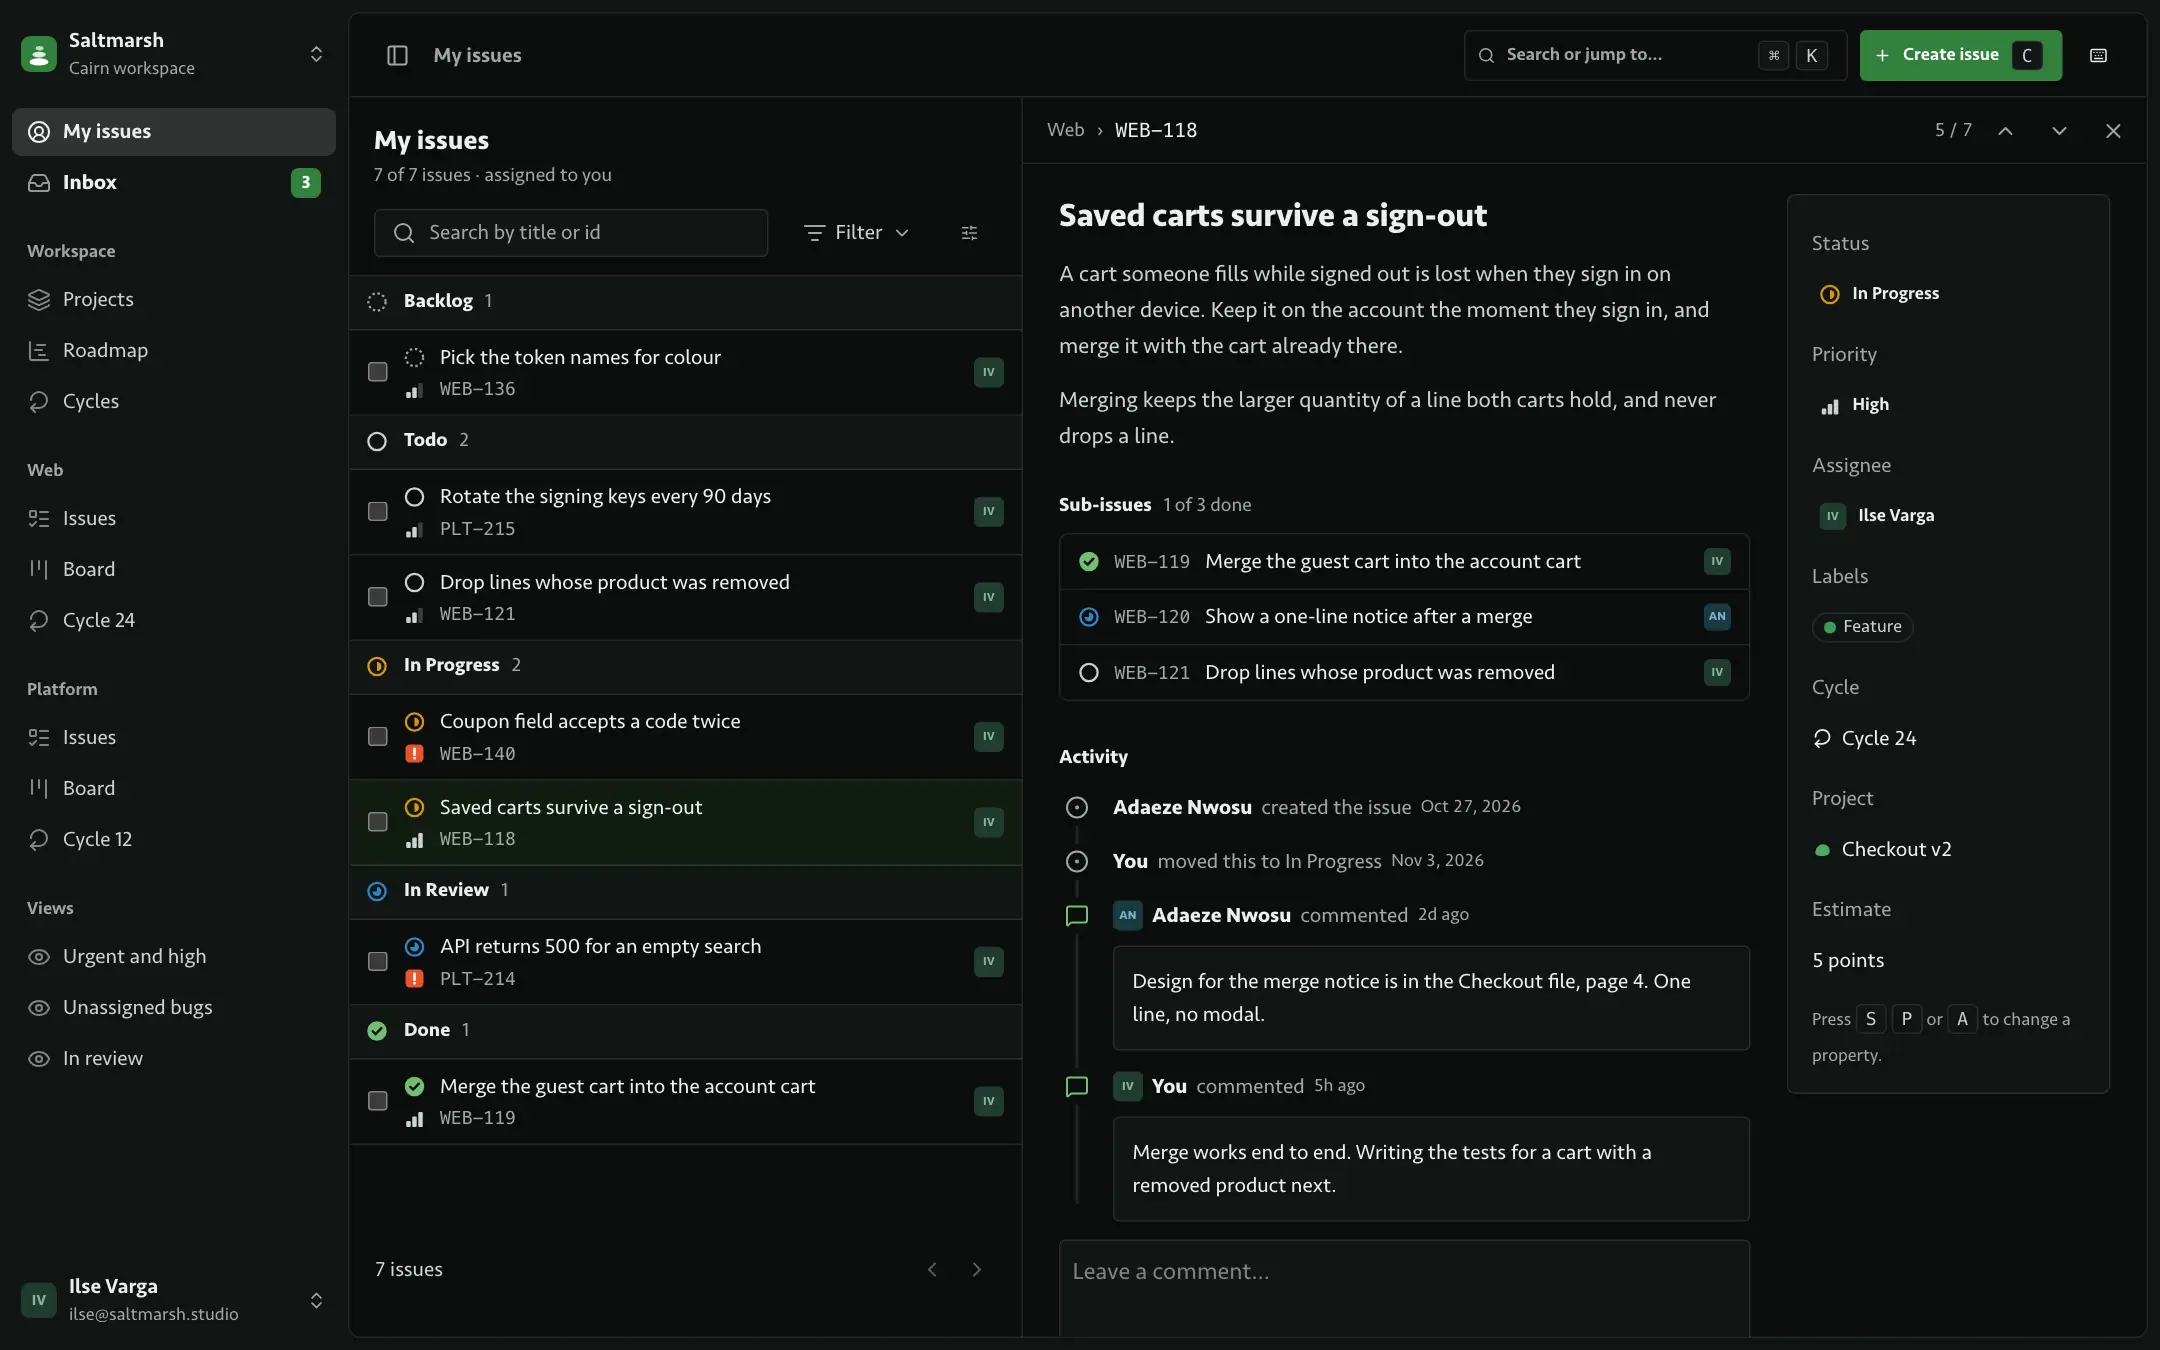 Saltmarsh
Cairn workspace
My issues
Inbox 3
Workspace
Projects
Roadmap
Cycles
Web
Issues
Board
Cycle 24
Platform
Issues
Board
Cycle 12
Views
Urgent and high
Unassigned bugs
In review
IV Ilse Varga
ilse@saltmarsh.studio
My issues
Search or jump to... ⌘ K
+ Create issue C
My issues
7 of 7 issues · assigned to you
Search by title or id
Filter
Backlog 1
Pick the token names for colour
WEB-136 IV
Todo 2
Rotate the signing keys every 90 days
PLT-215 IV
Drop lines whose product was removed
WEB-121 IV
In Progress 2
Coupon field accepts a code twice
WEB-140 IV
Saved carts survive a sign-out
WEB-118 IV
In Review 1
API returns 500 for an empty search
PLT-214 IV
Done 1
Merge the guest cart into the account cart
WEB-119 IV
7 issues
Web › WEB-118
5 / 7
Saved carts survive a sign-out
A cart someone fills while signed out is lost when they sign in on
another device. Keep it on the account the moment they sign in, and
merge it with the cart already there.
Merging keeps the larger quantity of a line both carts hold, and never
drops a line.
Sub-issues 1 of 3 done
WEB-119 Merge the guest cart into the account cart IV
WEB-120 Show a one-line notice after a merge AN
WEB-121 Drop lines whose product was removed IV
Activity
Adaeze Nwosu created the issue Oct 27, 2026
You moved this to In Progress Nov 3, 2026
AN Adaeze Nwosu commented 2d ago
Design for the merge notice is in the Checkout file, page 4. One
line, no modal.
IV You commented 5h ago
Merge works end to end. Writing the tests for a cart with a
removed product next.
Leave a comment...
Status
In Progress
Priority
High
Assignee
IV Ilse Varga
Labels
Feature
Cycle
Cycle 24
Project
Checkout v2
Estimate
5 points
Press S P or A to change a
property.